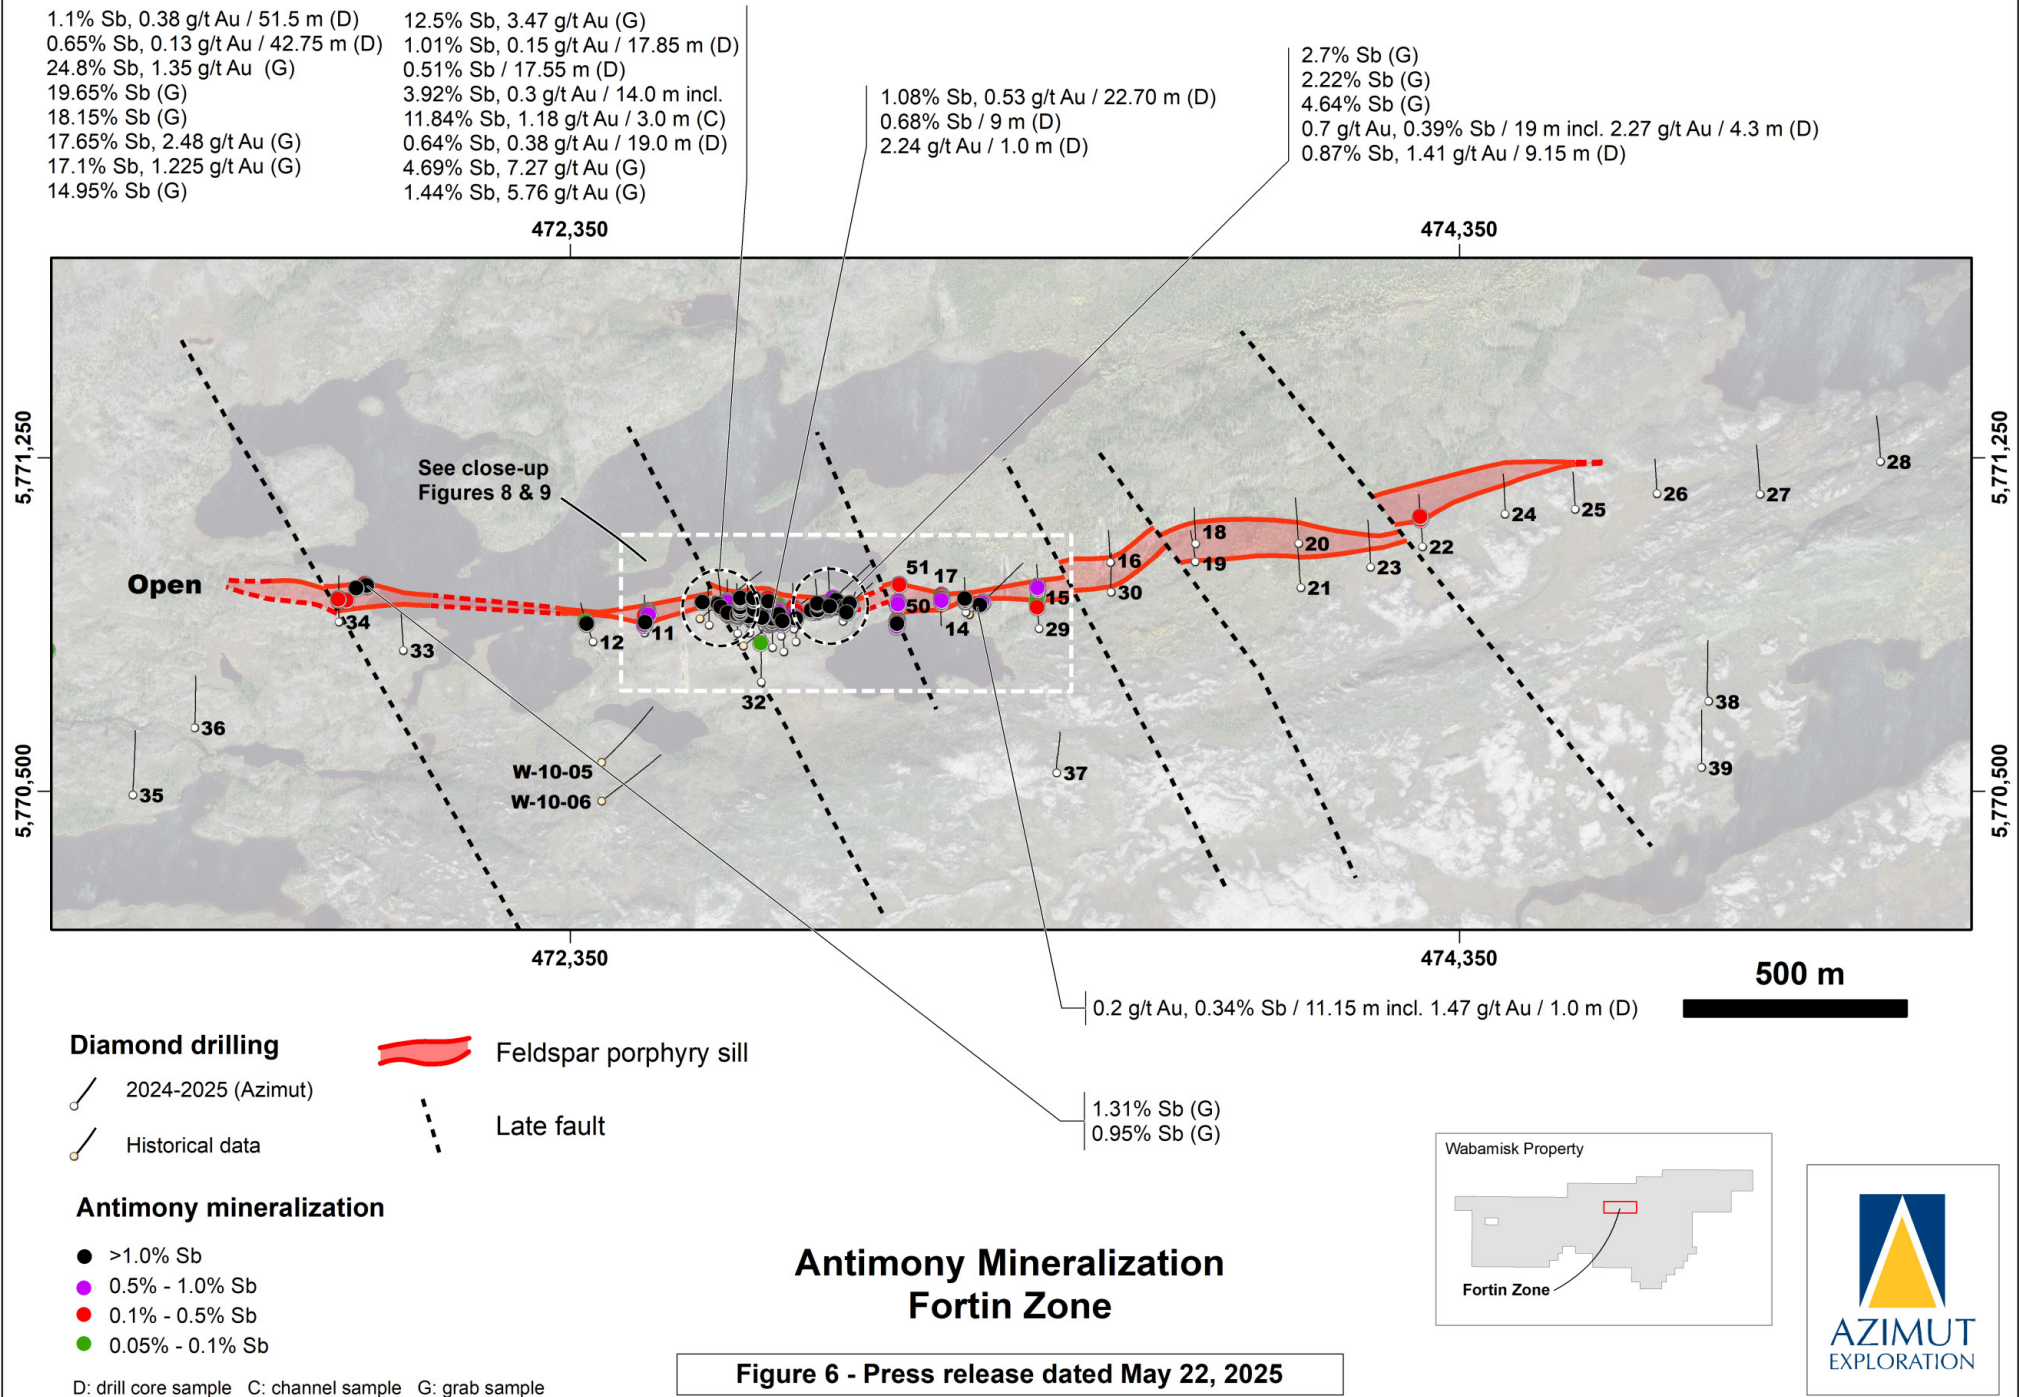 1.1% Sb, 0.38 g/t Au / 51.5 m (D)
0.65% Sb, 0.13 g/t Au / 42.75 m (D)
24.8% Sb, 1.35 g/t Au (G)
19.65% Sb (G)
18.15% Sb (G)
17.65% Sb, 2.48 g/t Au (G)
17.1% Sb, 1.225 g/t Au (G)
14.95% Sb (G)
12.5% Sb, 3.47 g/t Au (G)
1.01% Sb, 0.15 g/t Au / 17.85 m (D)
0.51% Sb / 17.55 m (D)
3.92% Sb, 0.3 g/t Au / 14.0 m incl.
11.84% Sb, 1.18 g/t Au / 3.0 m (C)
0.64% Sb, 0.38 g/t Au / 19.0 m (D)
4.69% Sb, 7.27 g/t Au (G)
1.44% Sb, 5.76 g/t Au (G)
1.08% Sb, 0.53 g/t Au / 22.70 m (D)
0.68% Sb / 9 m (D)
2.24 g/t Au / 1.0 m (D)
2.7% Sb (G)
2.22% Sb (G)
4.64% Sb (G)
0.7 g/t Au, 0.39% Sb / 19 m incl. 2.27 g/t Au / 4.3 m (D)
0.87% Sb, 1.41 g/t Au / 9.15 m (D)
472,350
474,350
5,771,250
5,771,250
See close-up
Figures 8 & 9
28
26
27
24
25
18
20
22
16
19
23
51
17
Open
21
30
50
15
34
11
14
29
12
33
32
38
36
W-10-05
37
39
35
W-10-06
5,770,500
5,770,500
472,350
474,350
500 m
0.2 g/t Au, 0.34% Sb / 11.15 m incl. 1.47 g/t Au / 1.0 m (D)
1.31% Sb (G)
0.95% Sb (G)
Diamond drilling
2024-2025 (Azimut)
Historical data
Feldspar porphyry sill
Late fault
Antimony mineralization
>1.0% Sb
0.5% - 1.0% Sb
0.1% - 0.5% Sb
0.05% - 0.1% Sb
D: drill core sample C: channel sample G: grab sample
Antimony Mineralization
Fortin Zone
Figure 6 - Press release dated May 22, 2025
Wabamisk Property
Fortin Zone
AZIMUT
EXPLORATION